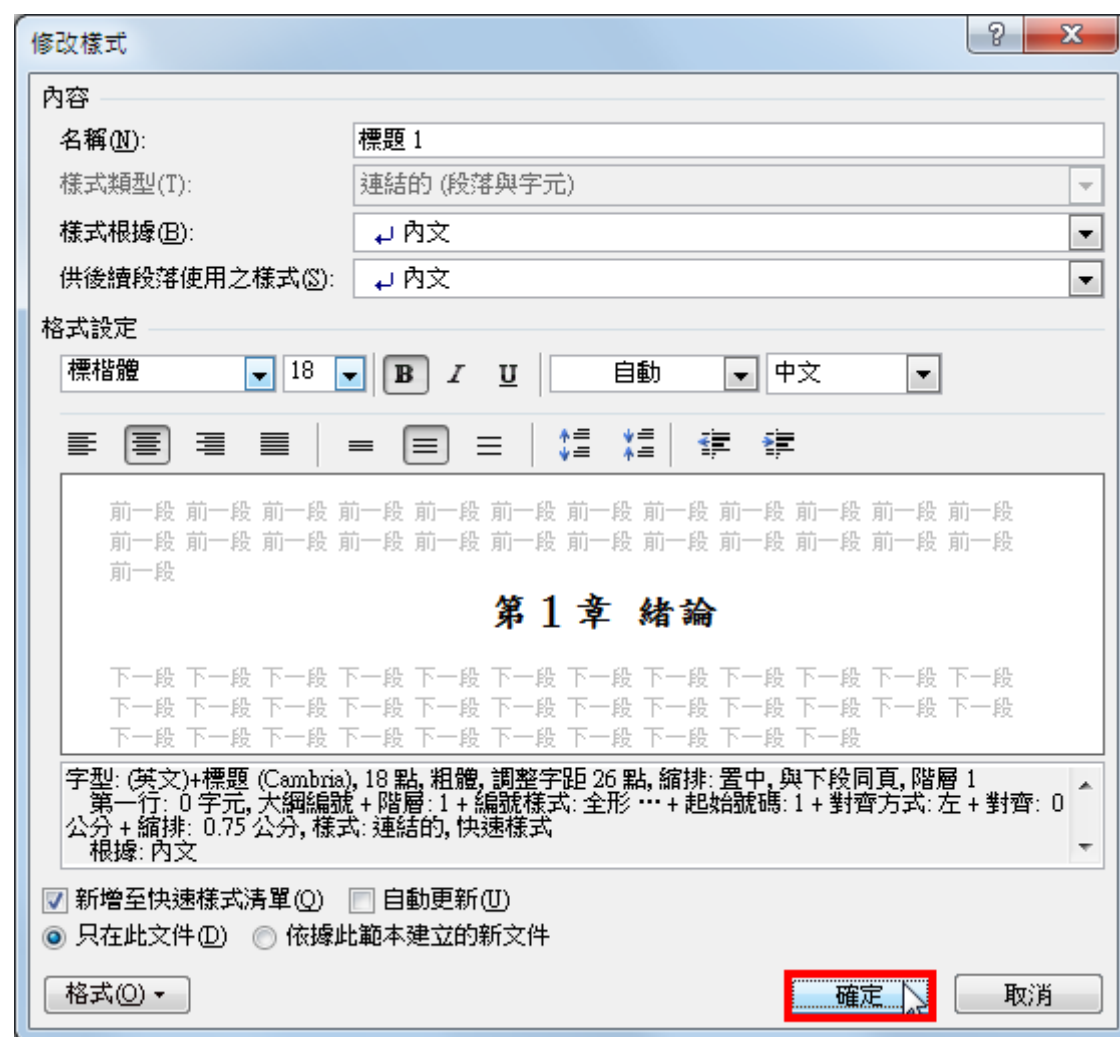 修改樣式
內容
名稱(N): 標題 1
樣式類型(T): 連結的 (段落與字元)
樣式根據(B): ↵ 內文
供後續段落使用之樣式(S): ↵ 內文
格式設定
標楷體 18 B I U 自動 中文
前一段 前一段 前一段 前一段 前一段 前一段 前一段 前一段 前一段 前一段 前一段 前一段
前一段 前一段 前一段 前一段 前一段 前一段 前一段 前一段 前一段 前一段 前一段 前一段
前一段
第 1 章 緒論
下一段 下一段 下一段 下一段 下一段 下一段 下一段 下一段 下一段 下一段 下一段 下一段
下一段 下一段 下一段 下一段 下一段 下一段 下一段 下一段 下一段 下一段 下一段 下一段
下一段 下一段 下一段 下一段 下一段 下一段 下一段 下一段 下一段 下一段
字型: (英文)+標題 (Cambria), 18 點, 粗體, 調整字距 26 點, 縮排: 置中, 與下段同頁, 階層 1
第一行: 0 字元, 大綱編號 + 階層: 1 + 編號樣式: 全形 … + 起始號碼: 1 + 對齊方式: 左 + 對齊: 0
公分 + 縮排: 0.75 公分, 樣式: 連結的, 快速樣式
根據: 內文
新增至快速樣式清單(Q) 自動更新(U)
只在此文件(D) 依據此範本建立的新文件
格式(O) 確定 取消